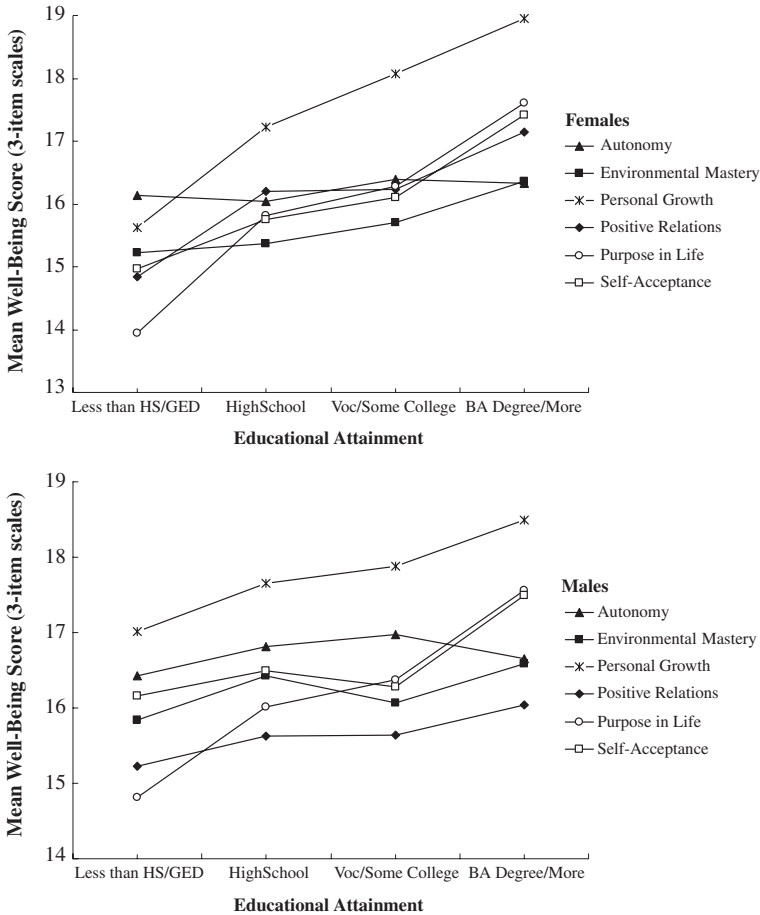 Mean Well-Being Score (3-item scales)
19
18
17
16
15
14
13
Less than HS/GED HighSchool Voc/Some College BA Degree/More
Educational Attainment
Females
Autonomy
Environmental Mastery
Personal Growth
Positive Relations
Purpose in Life
Self-Acceptance
Mean Well-Being Score (3-item scales)
19
18
17
16
15
14
Less than HS/GED HighSchool Voc/Some College BA Degree/More
Educational Attainment
Males
Autonomy
Environmental Mastery
Personal Growth
Positive Relations
Purpose in Life
Self-Acceptance